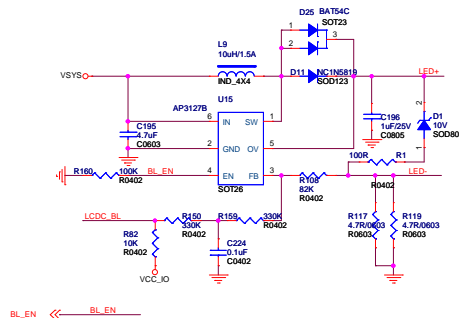 D25 BAT54C
SOT23
1
2
3
L9
10uH/1.5A
IND_4X4
VSYS
D11 NC1N5819
SOD123
LED+
U15
AP3127B
6 IN SW 1
2 GND OV 5
4 EN FB 3
SOT26
C195
4.7uF
C0603
C196
1uF/25V
C0805
2
D1
10V
SOD80
1
100R R1
R0402
R160 100K BL_EN
R0402
R108
82K
R0402
LED-
LCDC_BL
R150
330K
R0402
R159 330K
R0402
R82
10K
R0402
VCC_IO
C224
0.1uF
C0402
R117
4.7R/0603
R0603
R119
4.7R/0603
R0603
BL_EN BL_EN